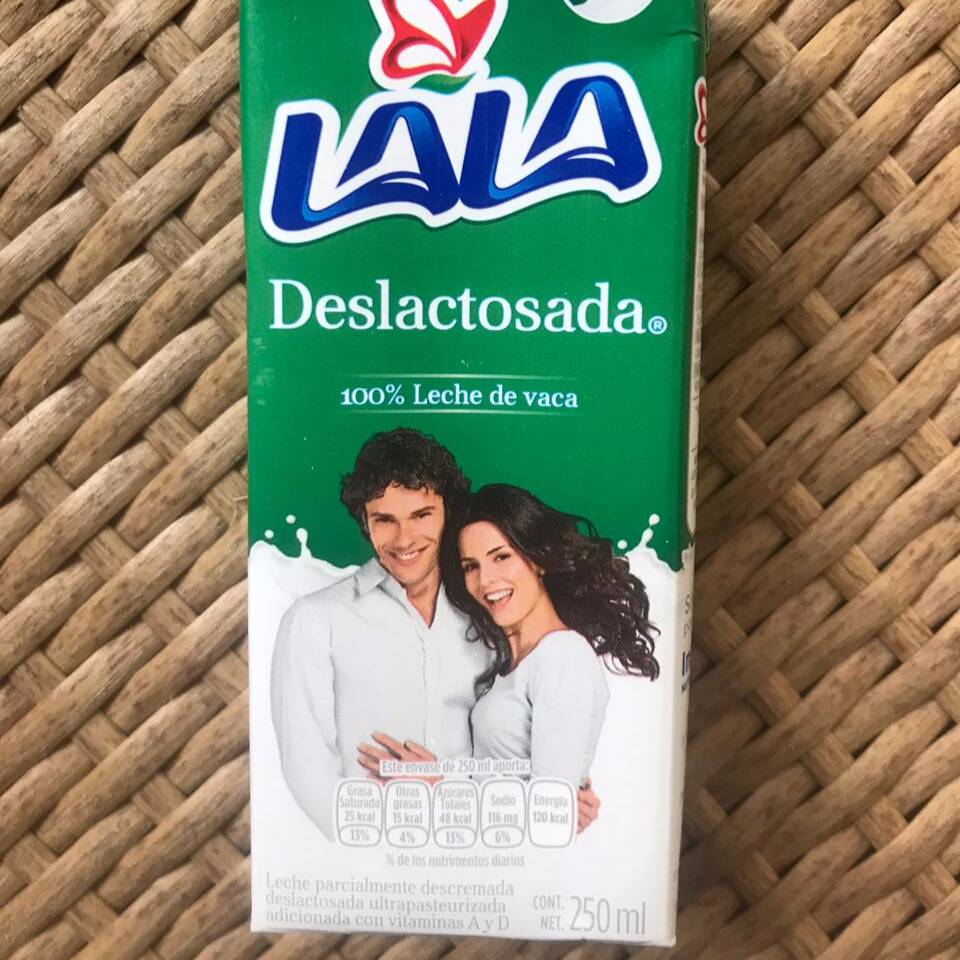 LALA
Deslactosada®
100% Leche de vaca
Este envase de 250 ml aporta:
Grasa Saturada 25 kcal 13%
Otras grasas 15 kcal 4%
Azúcares Totales 48 kcal 13%
Sodio 116 mg 6%
Energía 120 kcal
% de los nutrimentos diarios
Leche parcialmente descremada
deslactosada ultrapasteurizada
adicionada con vitaminas A y D
CONT. NET. 250 ml